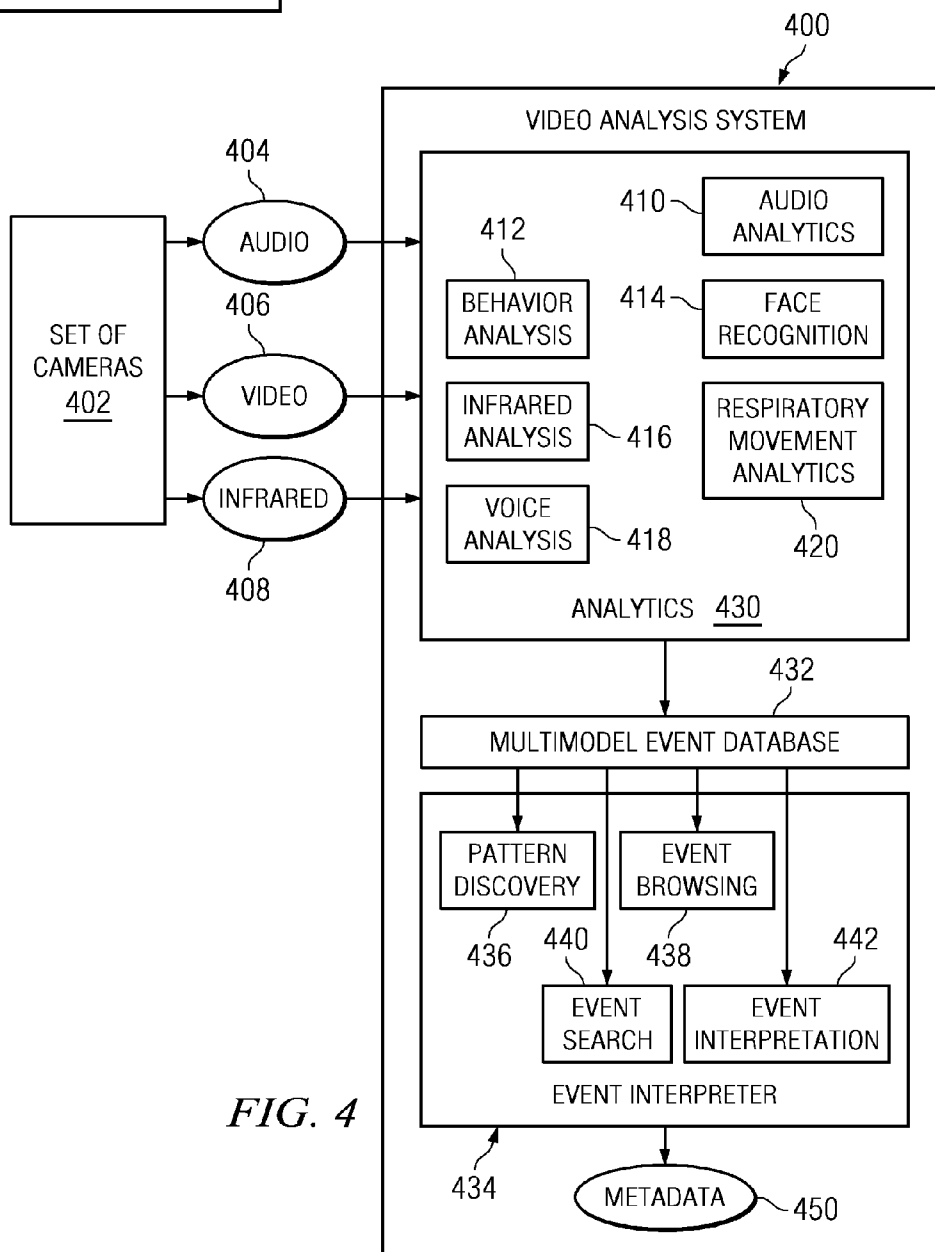 400
VIDEO ANALYSIS SYSTEM
404
AUDIO
410
AUDIO
ANALYTICS
412
BEHAVIOR
ANALYSIS
414
FACE
RECOGNITION
SET OF
CAMERAS
402
406
VIDEO
INFRARED
ANALYSIS
416
RESPIRATORY
MOVEMENT
ANALYTICS
420
INFRARED
408
VOICE
ANALYSIS
418
ANALYTICS 430
432
MULTIMODEL EVENT DATABASE
PATTERN
DISCOVERY
436
EVENT
BROWSING
438
440
EVENT
SEARCH
442
EVENT
INTERPRETATION
EVENT INTERPRETER
FIG. 4
434
METADATA
450